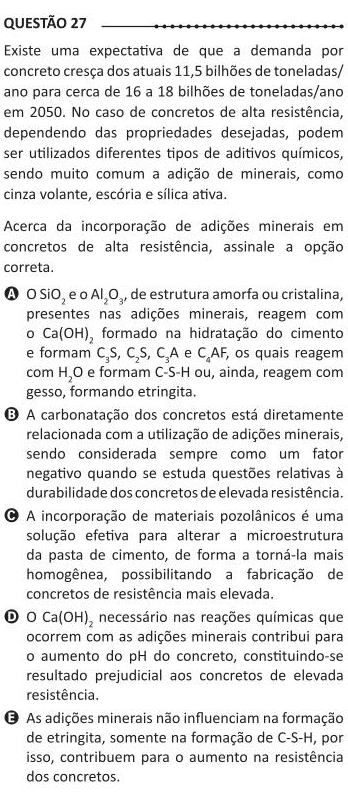 QUESTÃO 27
Existe uma expectativa de que a demanda por
concreto cresça dos atuais 11,5 bilhões de toneladas/
ano para cerca de 16 a 18 bilhões de toneladas/ano
em 2050. No caso de concretos de alta resistência,
dependendo das propriedades desejadas, podem
ser utilizados diferentes tipos de aditivos químicos,
sendo muito comum a adição de minerais, como
cinza volante, escória e sílica ativa.
Acerca da incorporação de adições minerais em
concretos de alta resistência, assinale a opção
correta.
A O SiO₂ e o Al₂O₃, de estrutura amorfa ou cristalina,
presentes nas adições minerais, reagem com
o Ca(OH)₂ formado na hidratação do cimento
e formam C₃S, C₂S, C₃A e C₄AF, os quais reagem
com H₂O e formam C-S-H ou, ainda, reagem com
gesso, formando etringita.
B A carbonatação dos concretos está diretamente
relacionada com a utilização de adições minerais,
sendo considerada sempre como um fator
negativo quando se estuda questões relativas à
durabilidade dos concretos de elevada resistência.
C A incorporação de materiais pozolânicos é uma
solução efetiva para alterar a microestrutura
da pasta de cimento, de forma a torná-la mais
homogênea, possibilitando a fabricação de
concretos de resistência mais elevada.
D O Ca(OH)₂ necessário nas reações químicas que
ocorrem com as adições minerais contribui para
o aumento do pH do concreto, constituindo-se
resultado prejudicial aos concretos de elevada
resistência.
E As adições minerais não influenciam na formação
de etringita, somente na formação de C-S-H, por
isso, contribuem para o aumento na resistência
dos concretos.